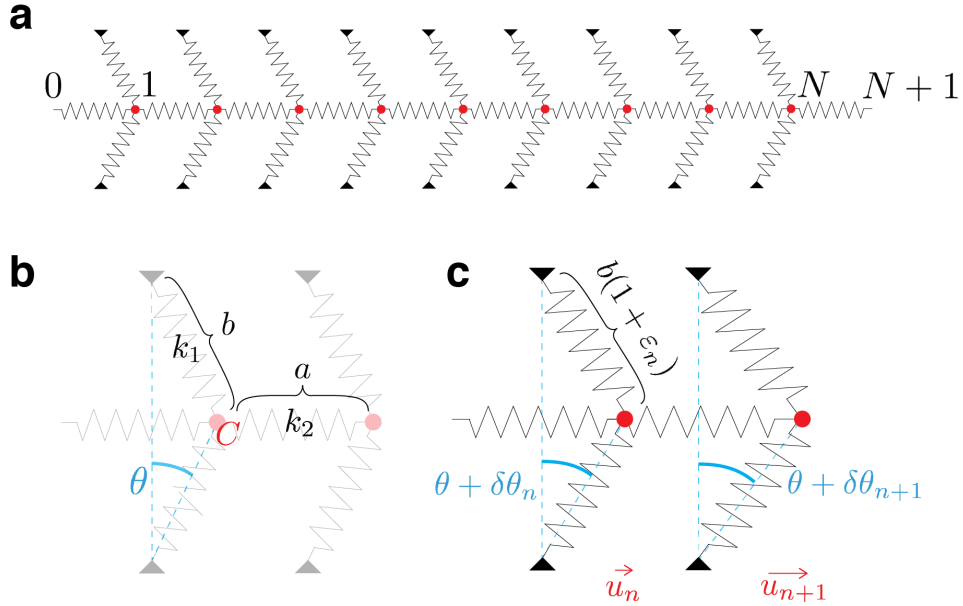 a
0 1 N N + 1
b
b
k₁
a
k₂
C
θ
c
b(1 + εₙ)
θ + δθₙ
θ + δθₙ₊₁
uₙ
uₙ₊₁